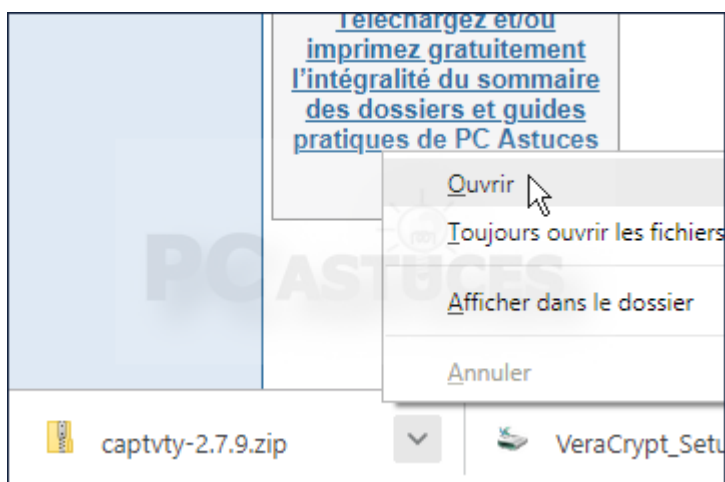 Téléchargez et/ou
imprimez gratuitement
l'intégralité du sommaire
des dossiers et guides
pratiques de PC Astuces
Ouvrir
Toujours ouvrir les fichiers
PC ASTUCES
Afficher dans le dossier
Annuler
captvty-2.7.9.zip
VeraCrypt_Setu